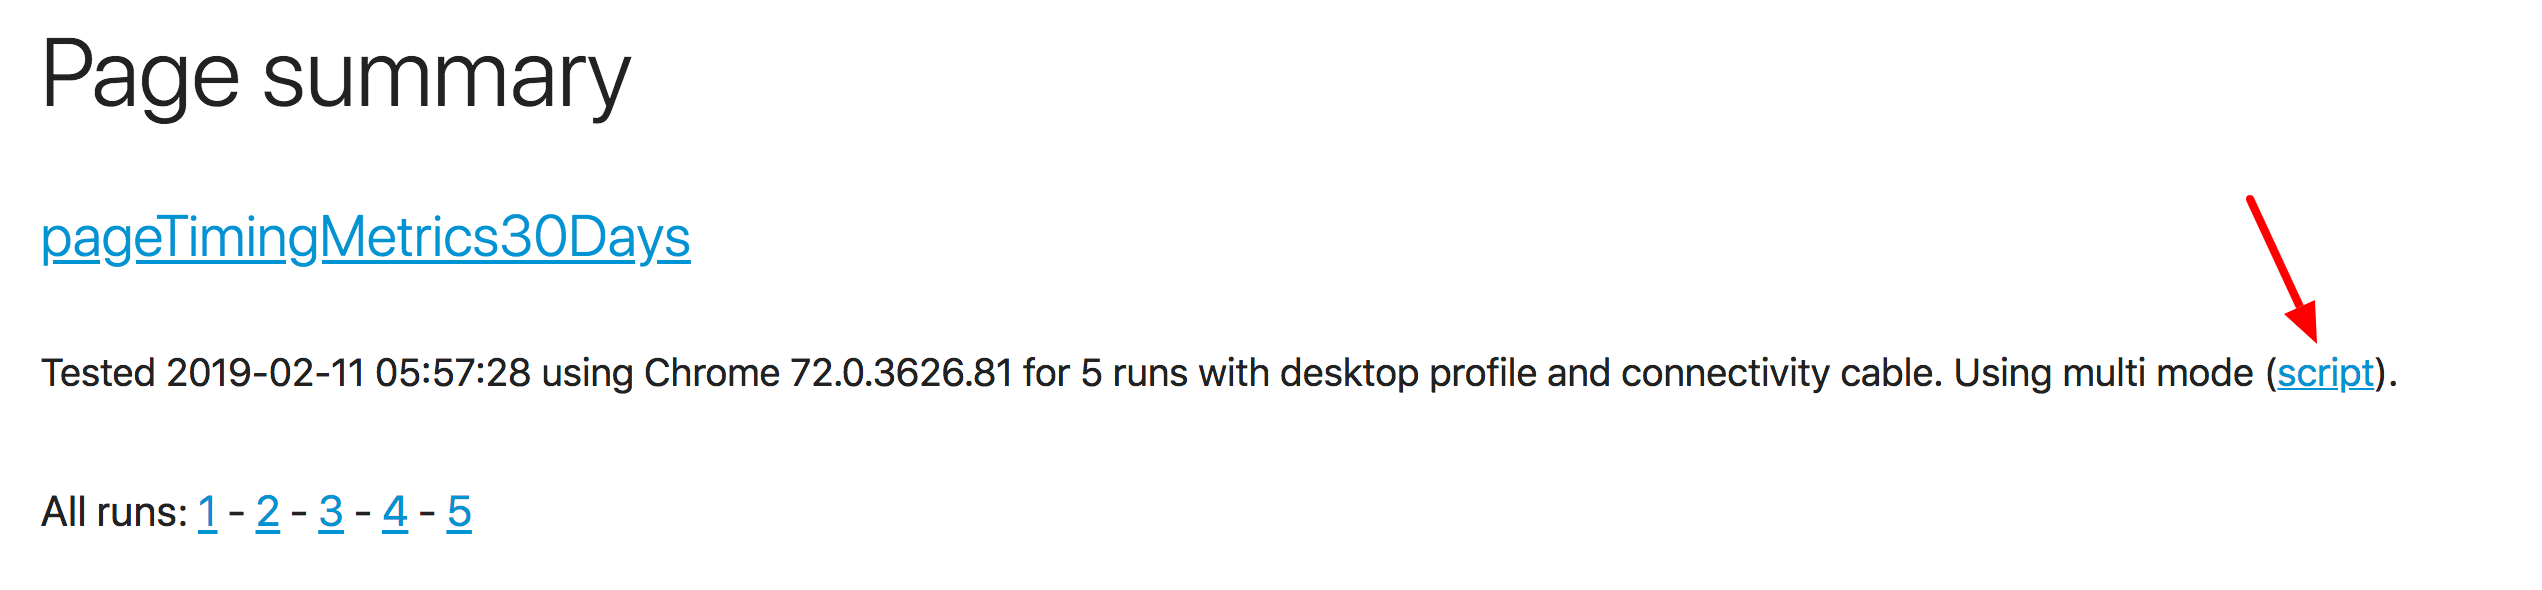 Page summary
pageTimingMetrics30Days
Tested 2019-02-11 05:57:28 using Chrome 72.0.3626.81 for 5 runs with desktop profile and connectivity cable. Using multi mode (script).
All runs: 1 - 2 - 3 - 4 - 5